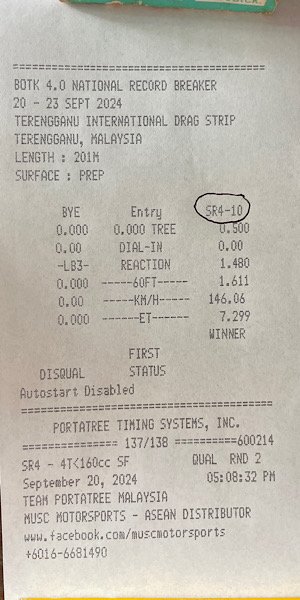 ==========================================
BOTK 4.0 NATIONAL RECORD BREAKER
20 - 23 SEPT 2024
TERENGGANU INTERNATIONAL DRAG STRIP
TERENGGANU, MALAYSIA
LENGTH : 201M
SURFACE : PREP
BYE Entry SR4-10
0.000 0.000 TREE 0.500
0.00 DIAL-IN 0.00
-LB3- REACTION 1.480
0.000 ------60FT----- 1.611
0.00 -----KM/H------ 146.06
0.000 ------ET------ 7.299
WINNER
FIRST
DISQUAL STATUS
Autostart Disabled
==========================================
PORTATREE TIMING SYSTEMS, INC.
=============== 137/138 ==========600214
SR4 - 4T<160cc SF QUAL RND 2
September 20, 2024 05:08:32 PM
TEAM PORTATREE MALAYSIA
MUSC MOTORSPORTS - ASEAN DISTRIBUTOR
www.facebook.com/muscmotorsports
+6016-6681490